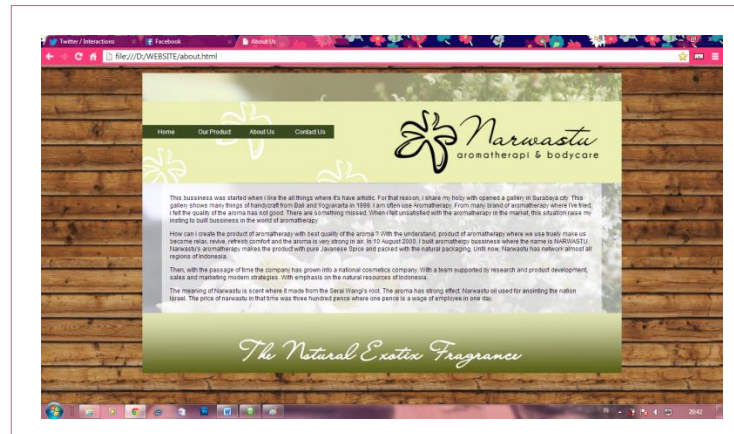 Twitter / Interactions
Facebook
About Us
file:///D:/WEBSITE/about.html
Home Our Product About Us Contact Us
Narwastu
aromatherapi & bodycare
This bussiness was started when I like the all things where it's have artistic. For that reason, I share my hoby with opened a gallery in Surabaya city. This
gallery shows many things of handycraft from Bali and Yogyakarta in 1999. I am often use Aromatherapy. From many brand of aromatherapy where I've tried,
I felt the quality of the aroma has not good. There are something missed. When I felt unsatisfied with the aromatherapy in the market, this situation raise my
insting to built bussiness in the world of aromatherapy.
How can I create the product of aromatherapy with best quality of the aroma ? With the understand, product of aromatherapy where we use truely make us
become relax, revive, refresh comfort and the aroma is very strong in air. In 10 August 2000, I built aromatherpy bussiness where the name is NARWASTU.
Narwastu's aromatherapy makes the product with pure Javanese Spice and packed with the natural packaging. Until now, Narwastu has network almost all
regions of Indonesia.
Then, with the passage of time the company has grown into a national cosmetics company. With a team supported by research and product development,
sales and marketing modern strategies. With emphasis on the natural resources of Indonesia.
The meaning of Narwastu is scent where it made from the Serai Wangi's root. The aroma has strong effect. Narwastu oil used for anointing the nation
Israel. The price of narwastu in that time was three hundred pence where one pence is a wage of employee in one day.
The Natural Exotix Fragrance
20:42